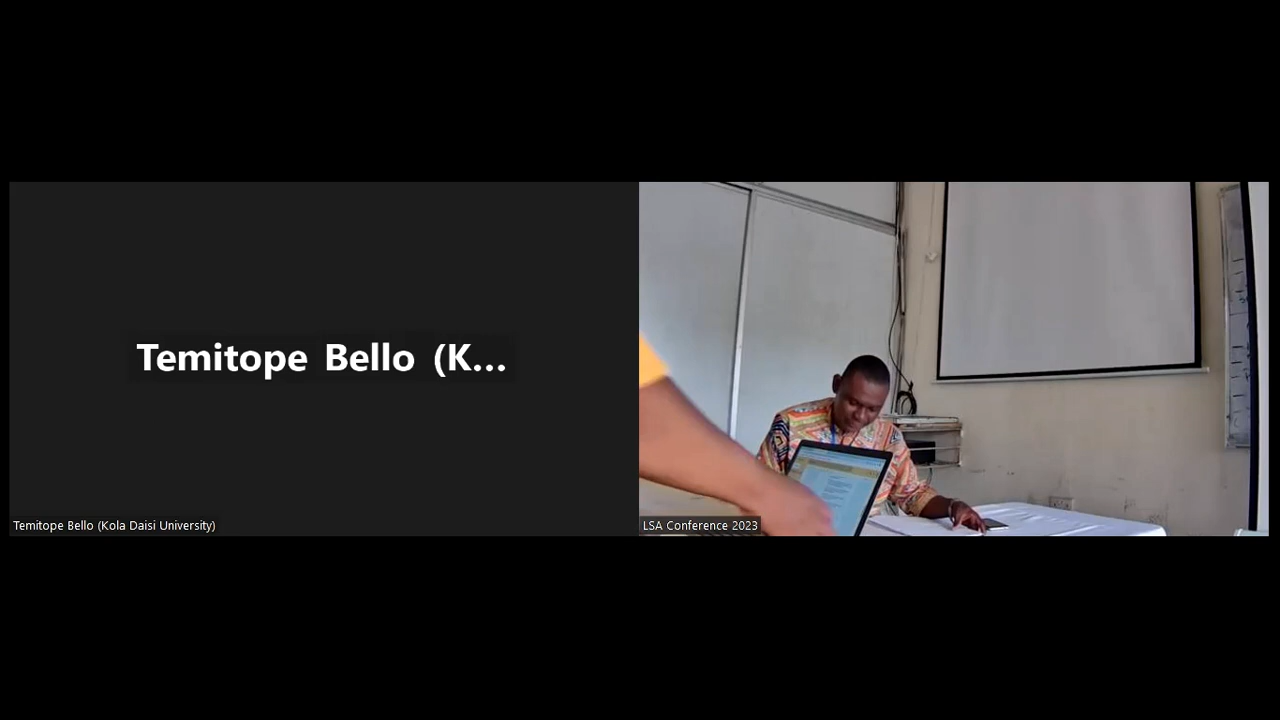 Temitope Bello (K...
Temitope Bello (Kola Daisi University)
LSA Conference 2023